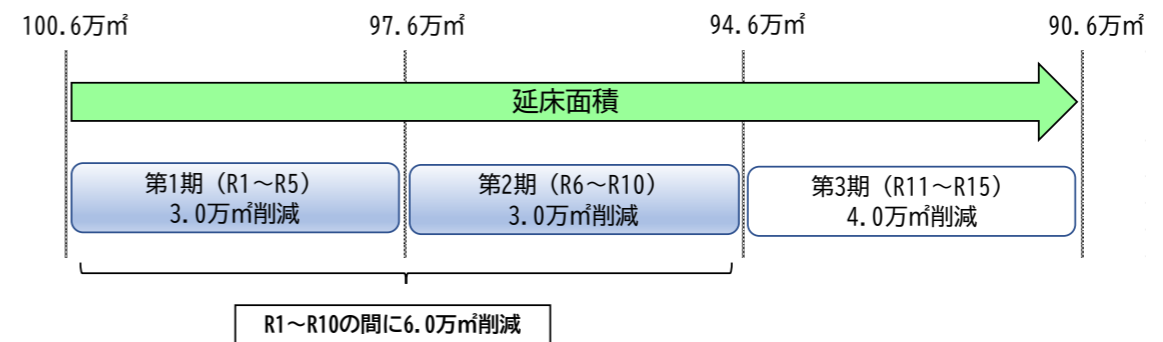 100.6万㎡ 97.6万㎡ 94.6万㎡ 90.6万㎡
延床面積
第1期（R1～R5）
3.0万㎡削減
第2期（R6～R10）
3.0万㎡削減
第3期（R11～R15）
4.0万㎡削減
R1～R10の間に6.0万㎡削減